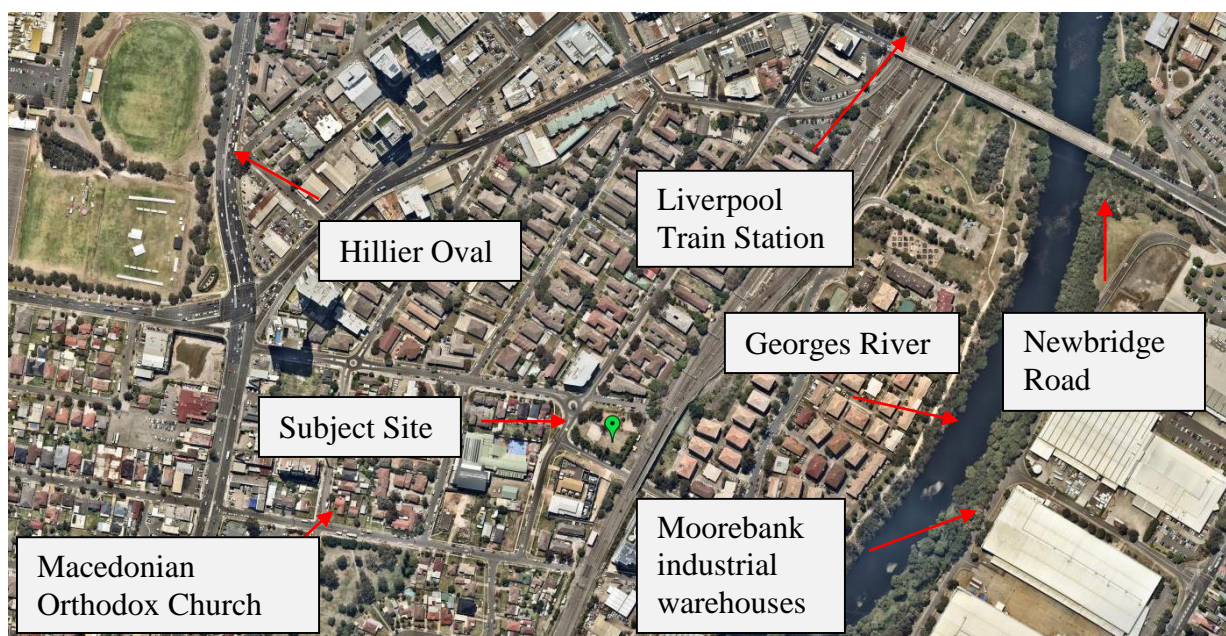 Liverpool
Train Station
Hillier Oval
Georges River
Newbridge
Road
Subject Site
Moorebank
industrial
warehouses
Macedonian
Orthodox Church